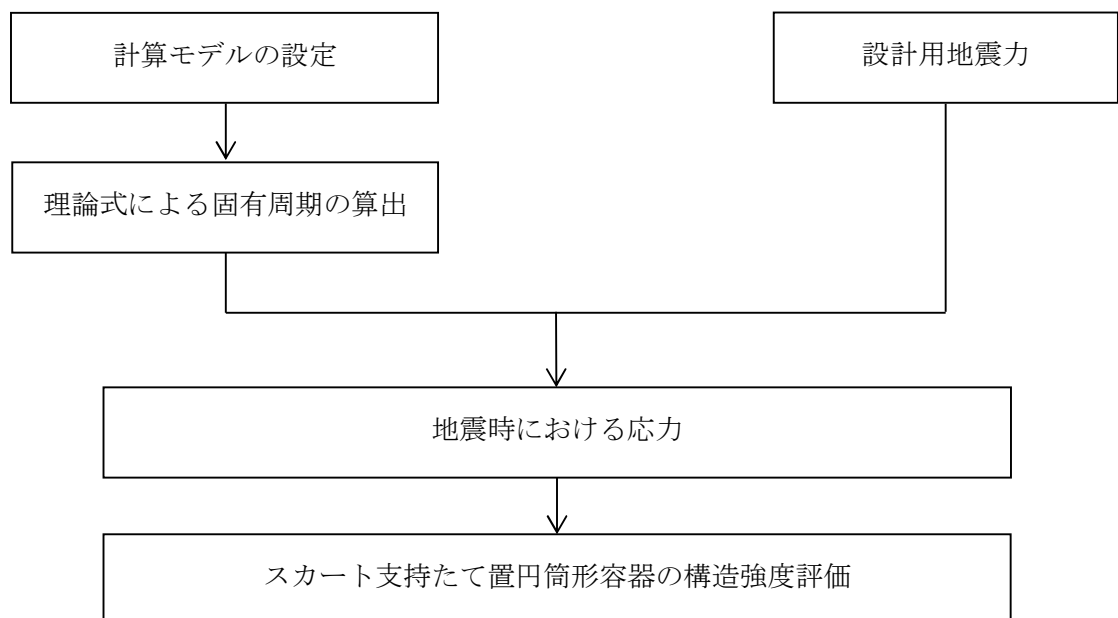 計算モデルの設定
設計用地震力
理論式による固有周期の算出
地震時における応力
スカート支持たて置円筒形容器の構造強度評価